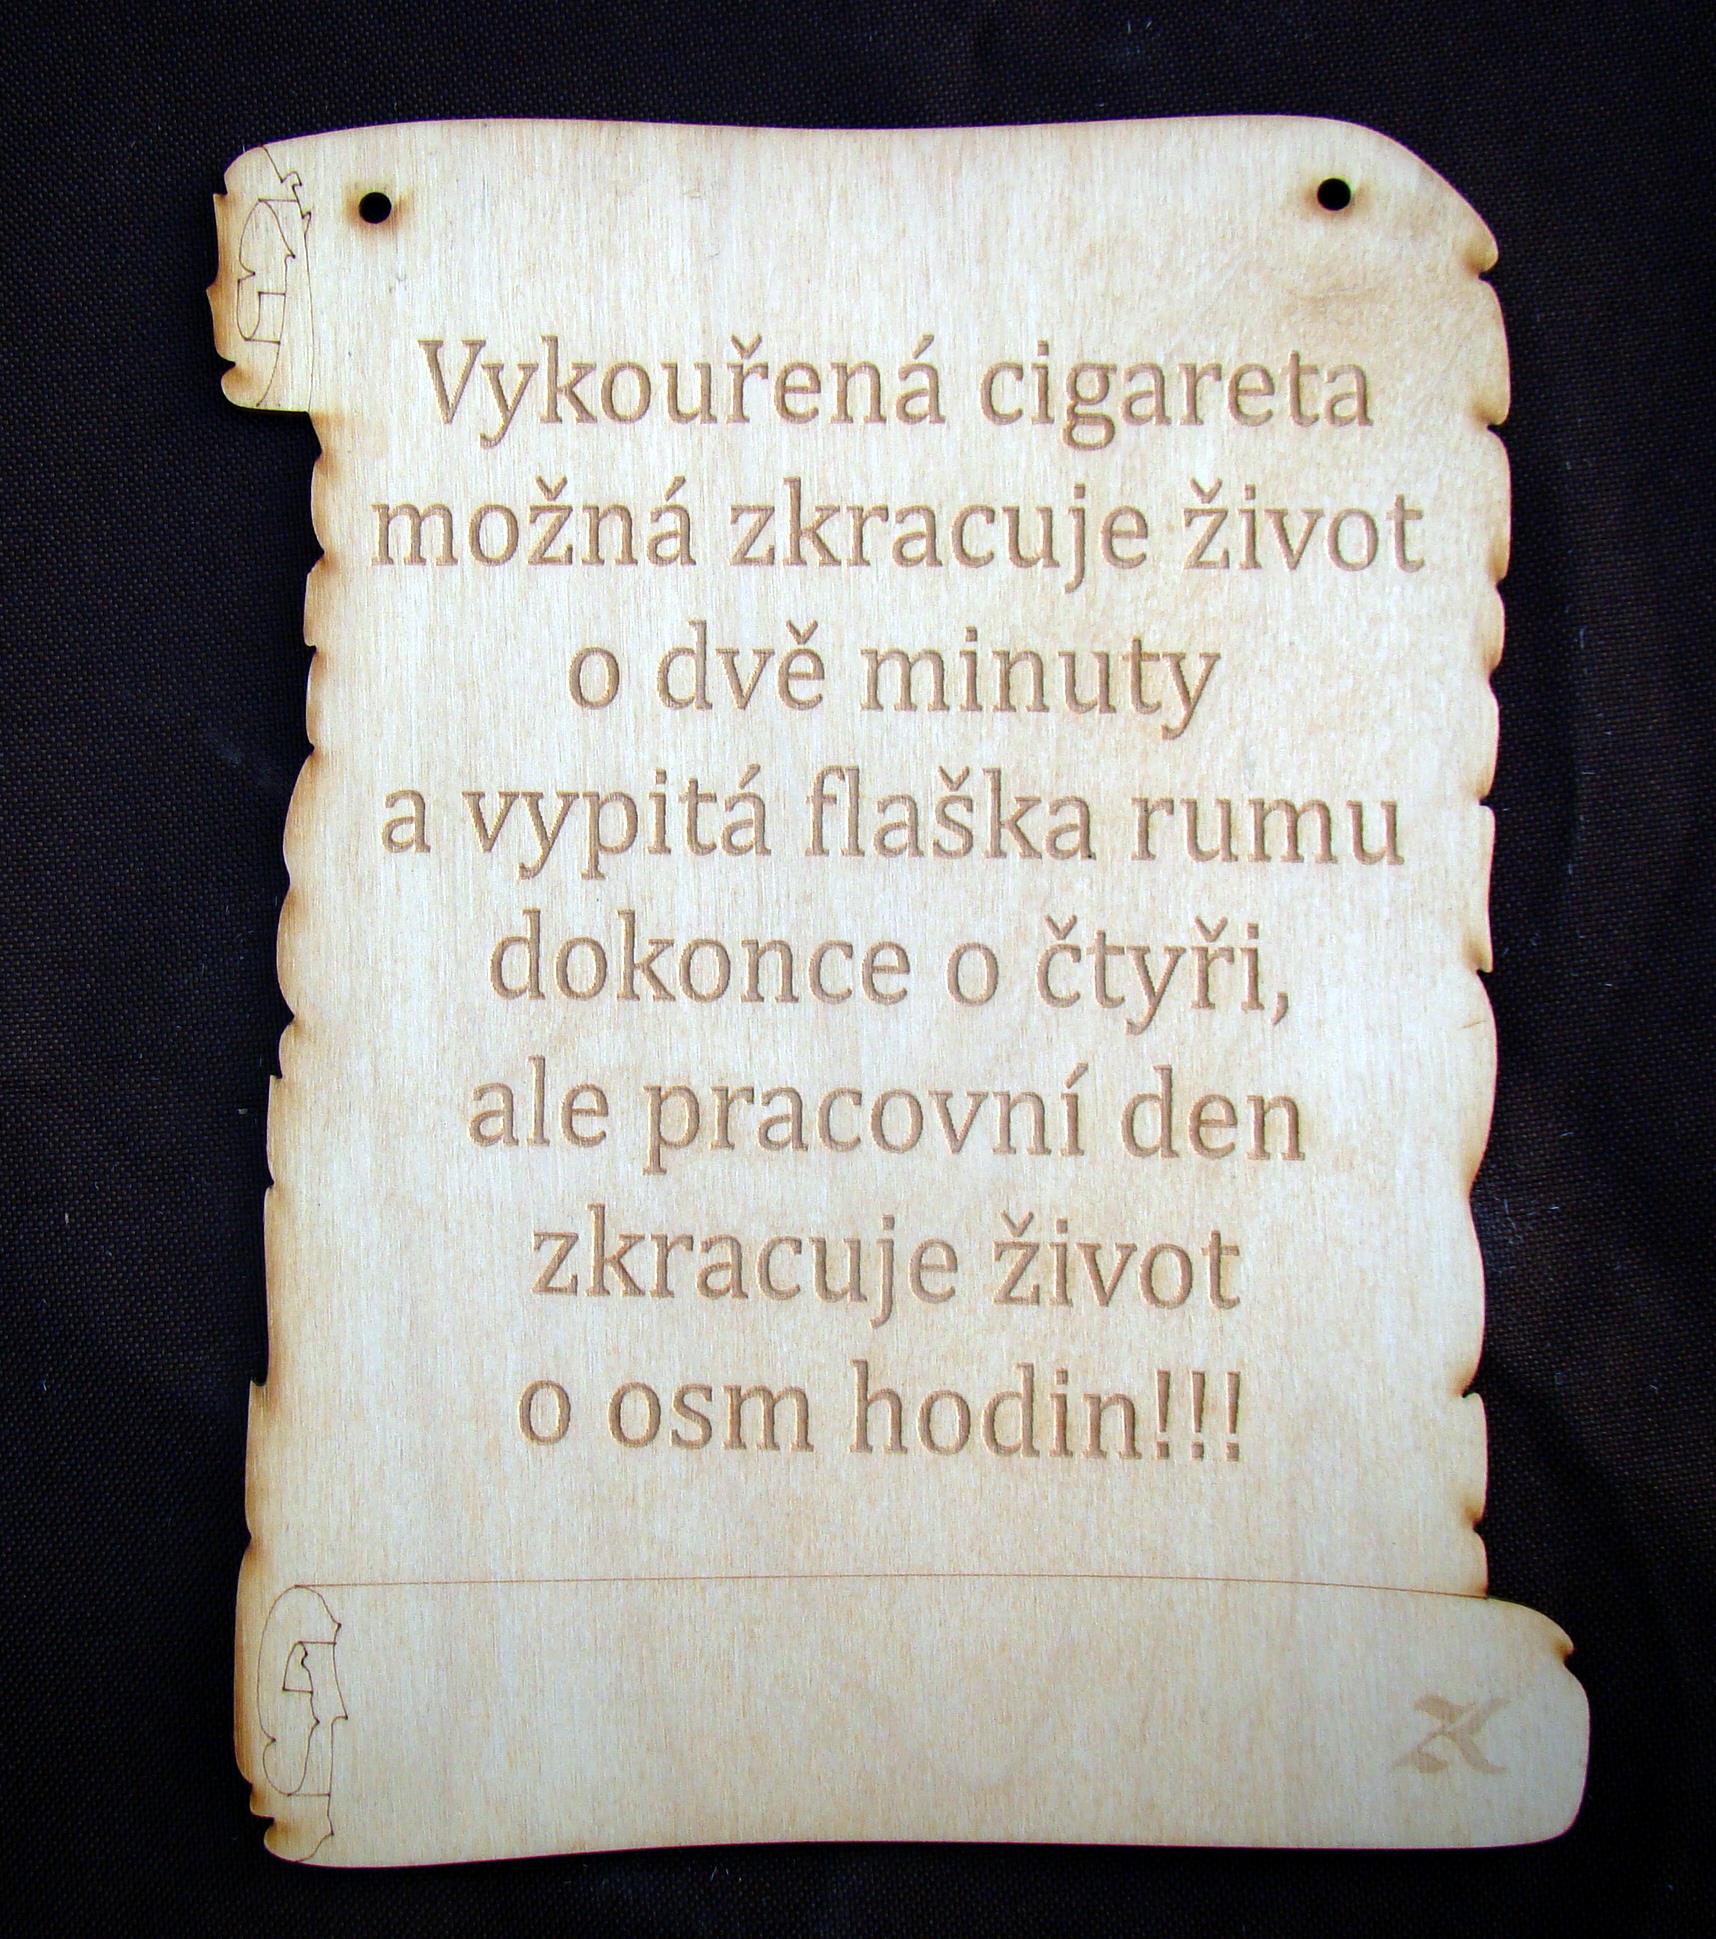 Vykouřená cigareta
možná zkracuje život
o dvě minuty
a vypitá flaška rumu
dokonce o čtyři,
ale pracovní den
zkracuje život
o osm hodin!!!